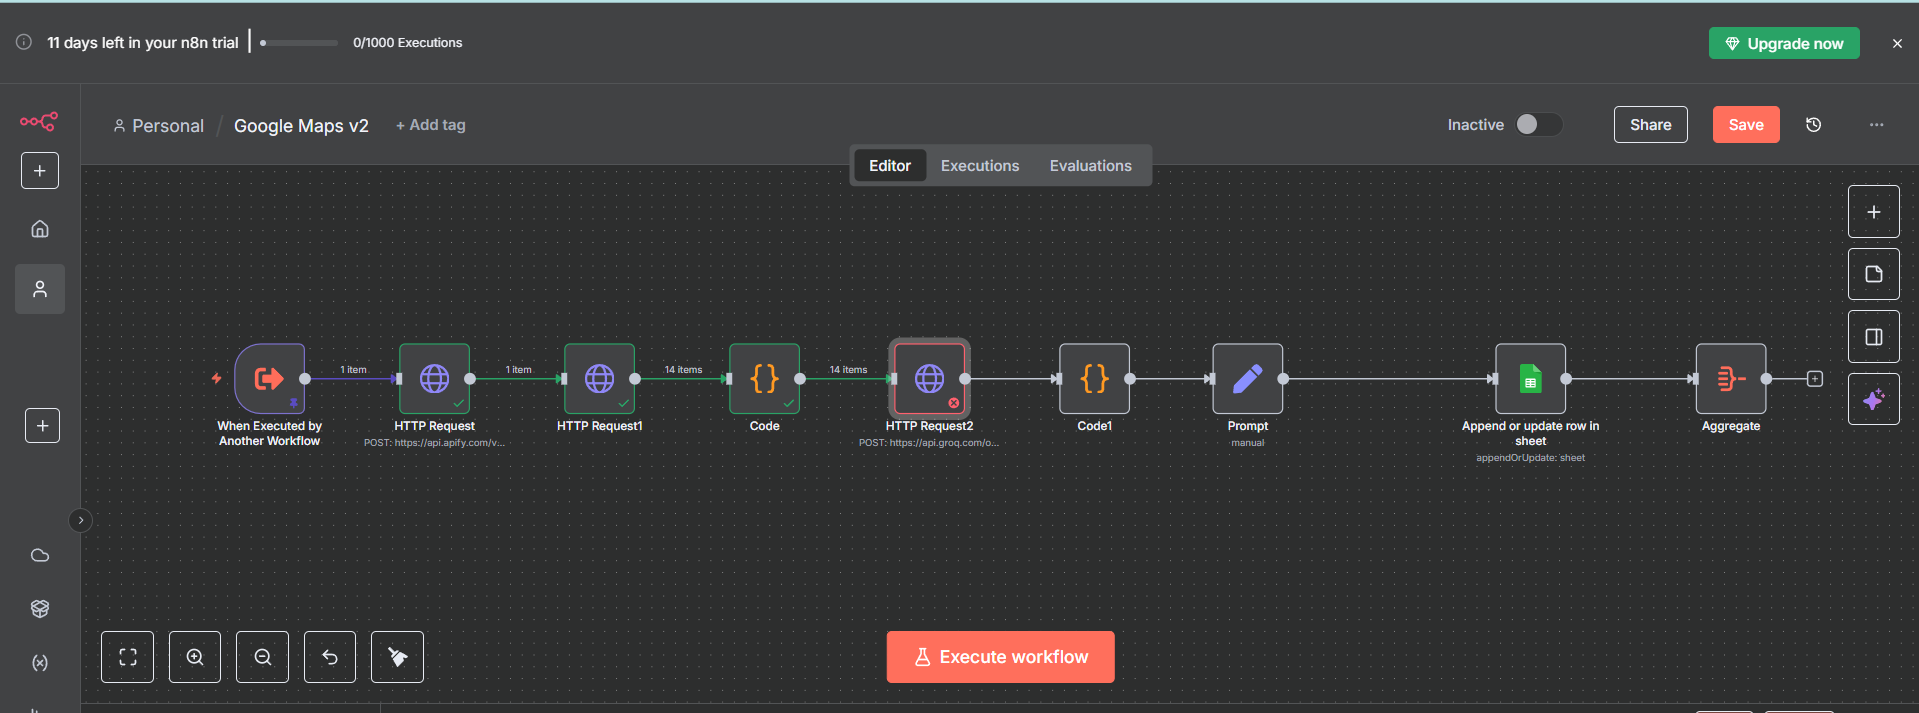 11 days left in your n8n trial
0/1000 Executions
Upgrade now
Personal / Google Maps v2
+ Add tag
Inactive
Share
Save
Editor
Executions
Evaluations
1 item
1 item
14 items
14 items
When Executed by
Another Workflow
HTTP Request
POST: https://api.apify.com/v...
HTTP Request1
Code
HTTP Request2
POST: https://api.groq.com/o...
Code1
Prompt
manual
Append or update row in
sheet
appendOrUpdate: sheet
Aggregate
Execute workflow